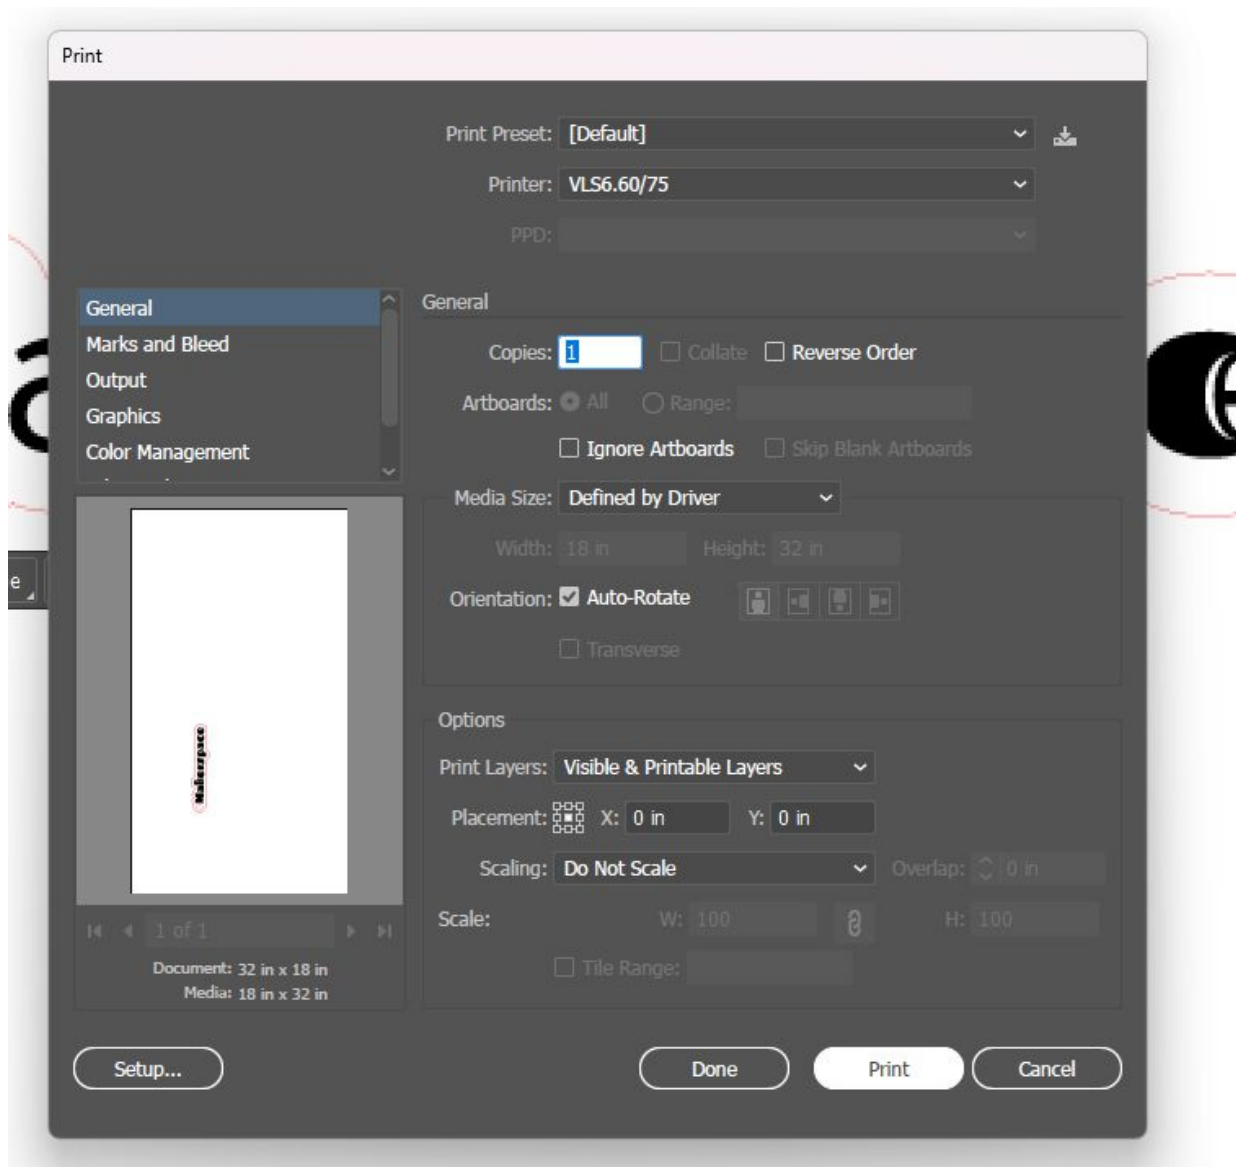 Print
Print Preset: [Default]
Printer: VLS6.60/75
PPD:
General
Marks and Bleed
Output
Graphics
Color Management
General
Copies: 1 Collate Reverse Order
Artboards: All Range:
Ignore Artboards Skip Blank Artboards
Media Size: Defined by Driver
Width: 18 in Height: 32 in
Orientation: Auto-Rotate
Transverse
Options
Print Layers: Visible & Printable Layers
Placement: X: 0 in Y: 0 in
Scaling: Do Not Scale Overlap: 0 in
Scale: W: 100 H: 100
Tile Range:
Makerspace
1 of 1
Document: 32 in x 18 in
Media: 18 in x 32 in
Setup... Done Print Cancel
a
e
e